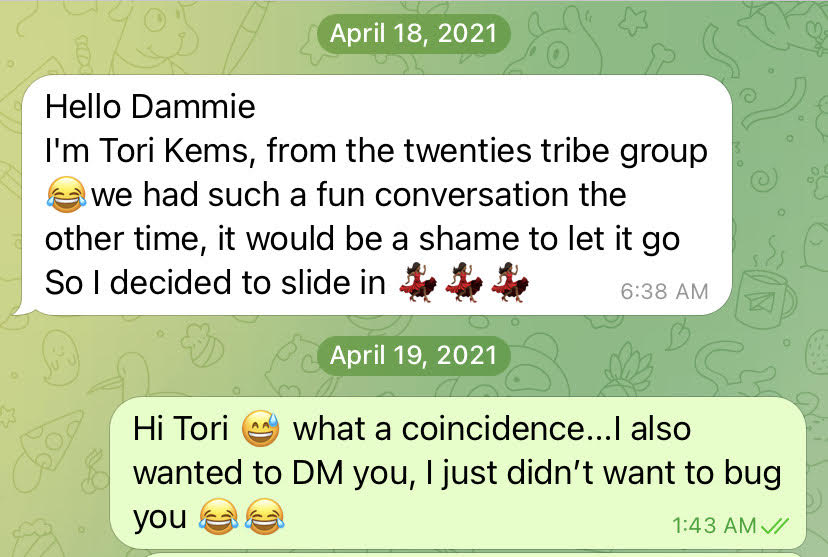 April 18, 2021
Hello Dammie
I'm Tori Kems, from the twenties tribe group
😂we had such a fun conversation the
other time, it would be a shame to let it go
So I decided to slide in 💃🏾💃🏾💃🏾
6:38 AM
April 19, 2021
Hi Tori 😅 what a coincidence...I also
wanted to DM you, I just didn’t want to bug
you 😂😂
1:43 AM